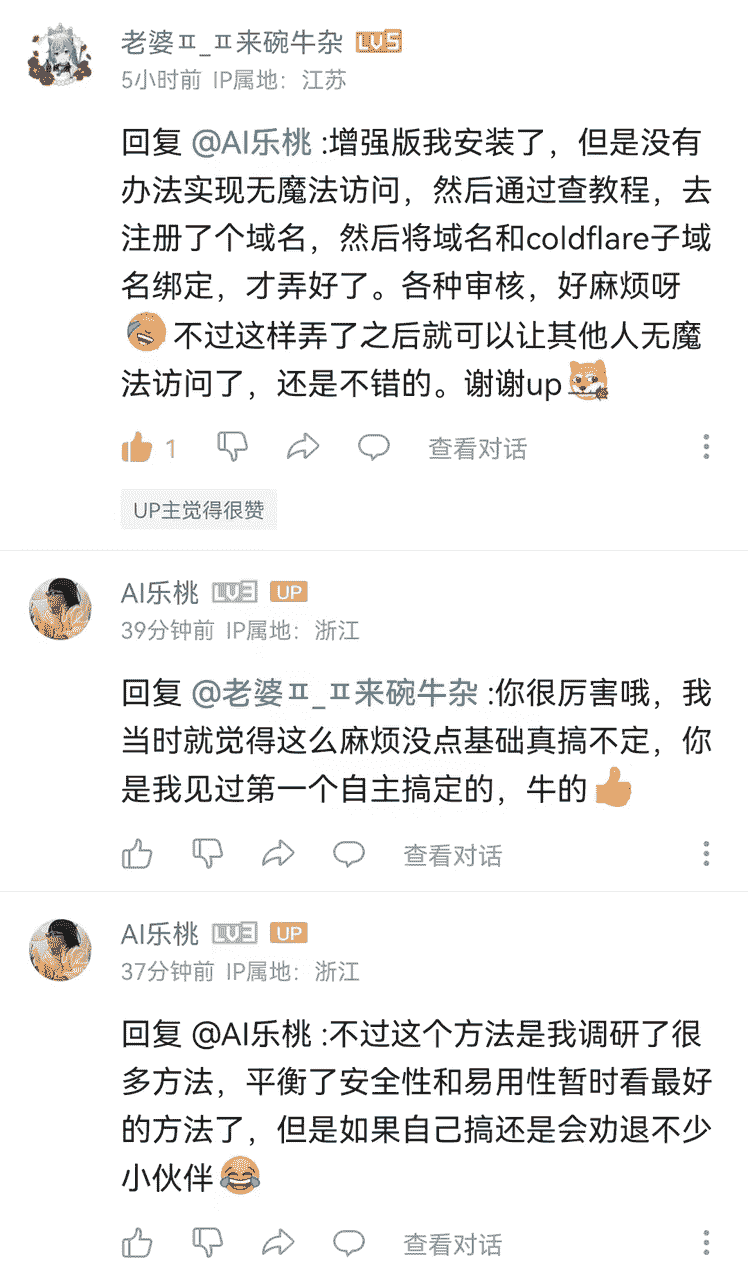 老婆ㅍ_ㅍ来碗牛杂 LV5
5小时前 IP属地：江苏
回复 @AI乐桃 :增强版我安装了，但是没有
办法实现无魔法访问，然后通过查教程，去
注册了个域名，然后将域名和coldflare子域
名绑定，才弄好了。各种审核，好麻烦呀
不过这样弄了之后就可以让其他人无魔
法访问了，还是不错的。谢谢up
1 查看对话
UP主觉得很赞
AI乐桃 LV3 UP
39分钟前 IP属地：浙江
回复 @老婆ㅍ_ㅍ来碗牛杂 :你很厉害哦，我
当时就觉得这么麻烦没点基础真搞不定，你
是我见过第一个自主搞定的，牛的
查看对话
AI乐桃 LV3 UP
37分钟前 IP属地：浙江
回复 @AI乐桃 :不过这个方法是我调研了很
多方法，平衡了安全性和易用性暂时看最好
的方法了，但是如果自己搞还是会劝退不少
小伙伴
查看对话